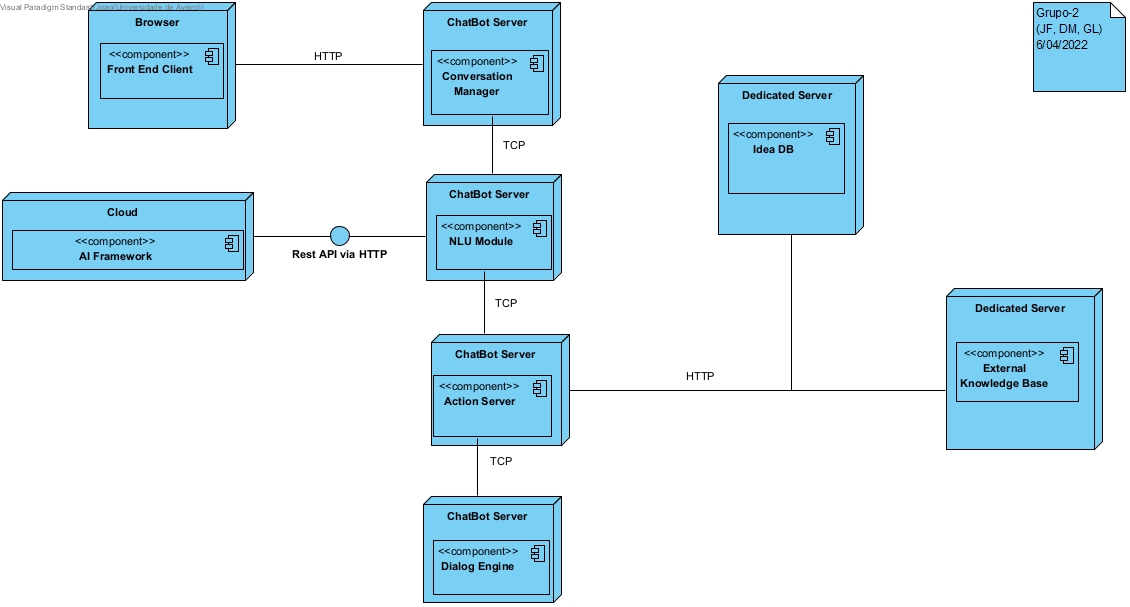 Visual Paradigm Standard
Joao(Universidade de Aveiro))
Browser
<<component>>
Front End Client
HTTP
ChatBot Server
<<component>>
Conversation
Manager
Grupo-2
(JF, DM, GL)
6/04/2022
TCP
Dedicated Server
<<component>>
Idea DB
ChatBot Server
<<component>>
NLU Module
Cloud
<<component>>
AI Framework
Rest API via HTTP
TCP
Dedicated Server
<<component>>
External
Knowledge Base
ChatBot Server
<<component>>
Action Server
HTTP
TCP
ChatBot Server
<<component>>
Dialog Engine